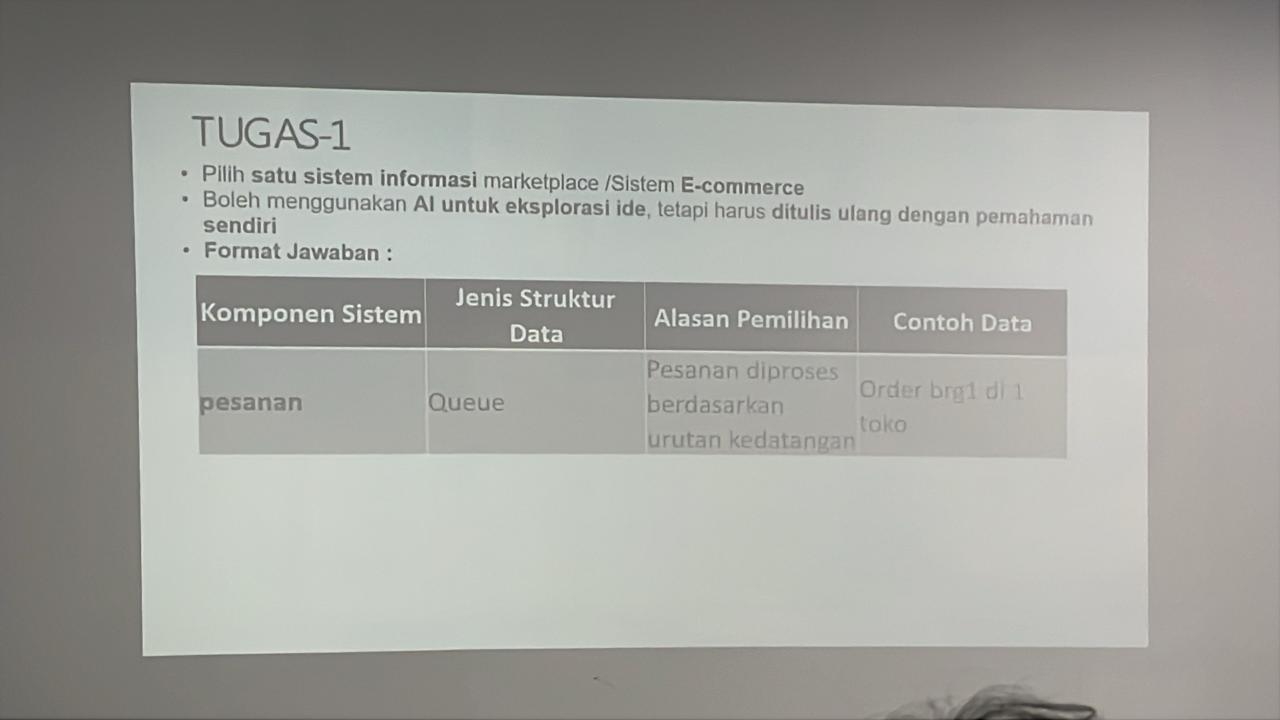 TUGAS-1
• Pilih satu sistem informasi marketplace /Sistem E-commerce
• Boleh menggunakan AI untuk eksplorasi ide, tetapi harus ditulis ulang dengan pemahaman
sendiri
• Format Jawaban :
Komponen Sistem
Jenis Struktur
Data
Alasan Pemilihan
Contoh Data
pesanan
Queue
Pesanan diproses
berdasarkan
urutan kedatangan
Order brg1 di 1
toko